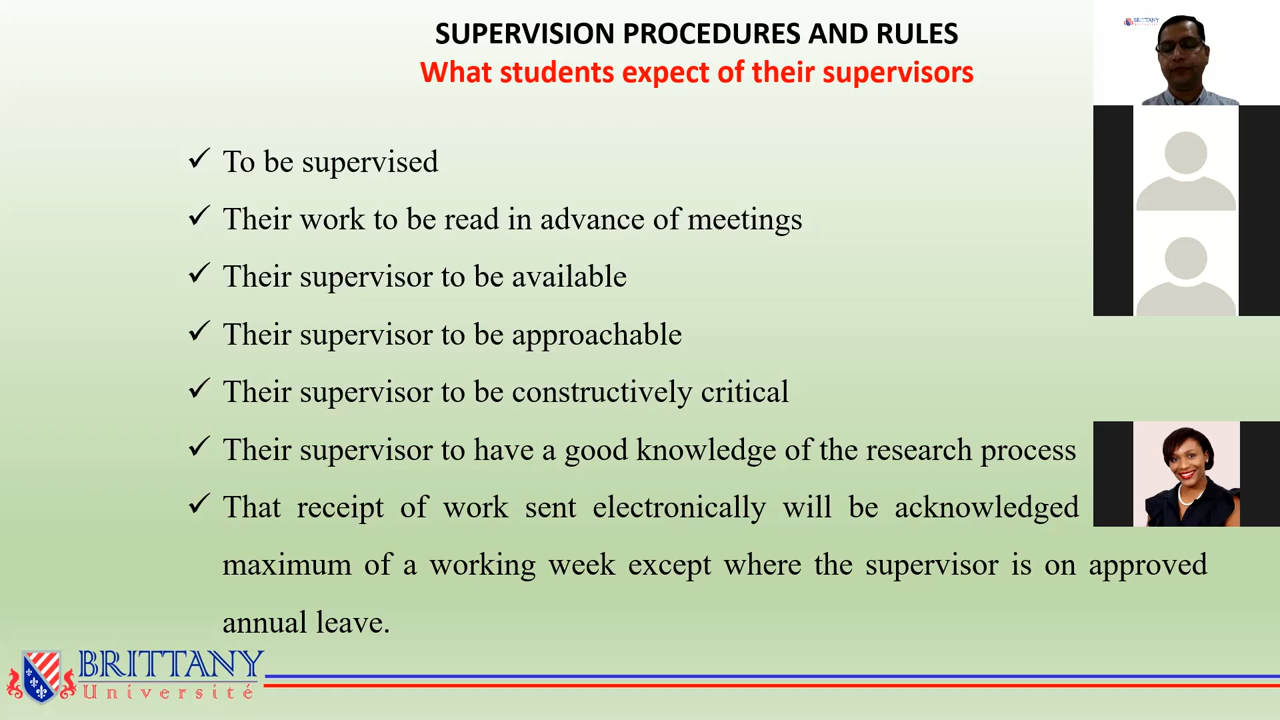 SUPERVISION PROCEDURES AND RULES
What students expect of their supervisors
BRITTANY
✓ To be supervised
✓ Their work to be read in advance of meetings
✓ Their supervisor to be available
✓ Their supervisor to be approachable
✓ Their supervisor to be constructively critical
✓ Their supervisor to have a good knowledge of the research process
✓ That receipt of work sent electronically will be acknowledged
maximum of a working week except where the supervisor is on approved
annual leave.
BRITTANY
Université